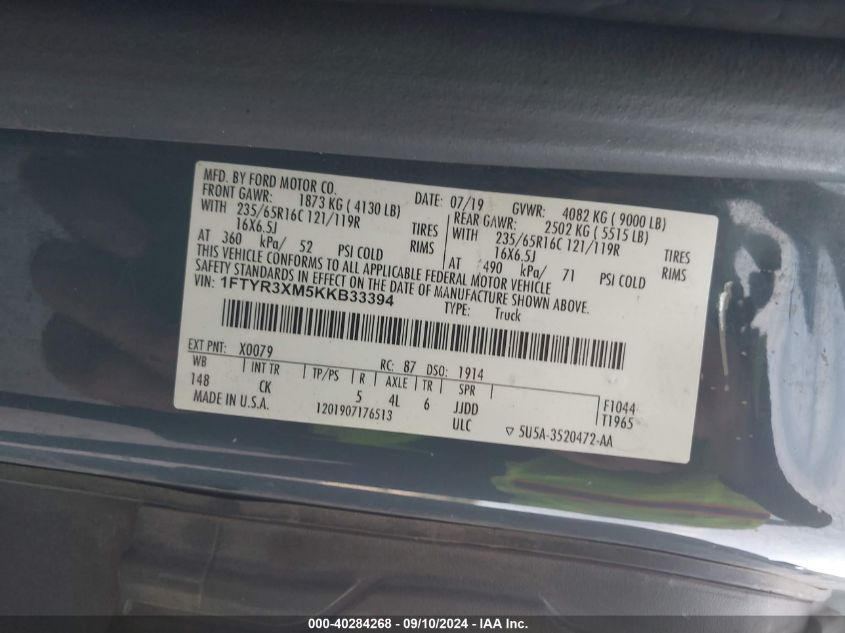 MFD. BY FORD MOTOR CO. DATE: 07/19 GVWR: 4082 KG ( 9000 LB)
FRONT GAWR: 1873 KG ( 4130 LB) REAR GAWR: 2502 KG ( 5515 LB)
WITH 235/65R16C 121/119R TIRES WITH 235/65R16C 121/119R TIRES
16X6.5J RIMS 16X6.5J RIMS
AT 360 kPa/ 52 PSI COLD AT 490 kPa/ 71 PSI COLD
THIS VEHICLE CONFORMS TO ALL APPLICABLE FEDERAL MOTOR VEHICLE
SAFETY STANDARDS IN EFFECT ON THE DATE OF MANUFACTURE SHOWN ABOVE.
VIN: 1FTYR3XM5KKB33394 TYPE: Truck
EXT PNT: X0079 RC: 87 DSO: 1914
WB INT TR TP/PS R AXLE TR SPR F1044
148 CK 5 4L 6 JJDD T1965
MADE IN U.S.A. 1201907176513 ULC ▽ 5U5A-3520472-AA
000-40284268 - 09/10/2024 - IAA Inc.